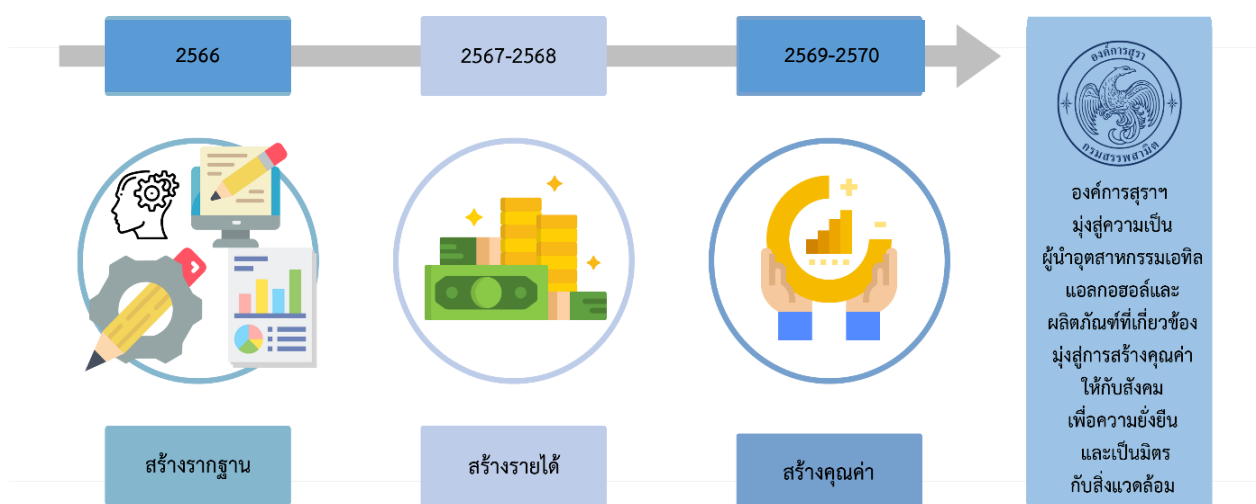 2566
2567-2568
2569-2570
สร้างรากฐาน
สร้างรายได้
สร้างคุณค่า
องค์การสุรา
กรมสรรพสามิต
องค์การสุราฯ
มุ่งสู่ความเป็น
ผู้นำอุตสาหกรรมเอทิล
แอลกอฮอล์และ
ผลิตภัณฑ์ที่เกี่ยวข้อง
มุ่งสู่การสร้างคุณค่า
ให้กับสังคม
เพื่อความยั่งยืน
และเป็นมิตร
กับสิ่งแวดล้อม